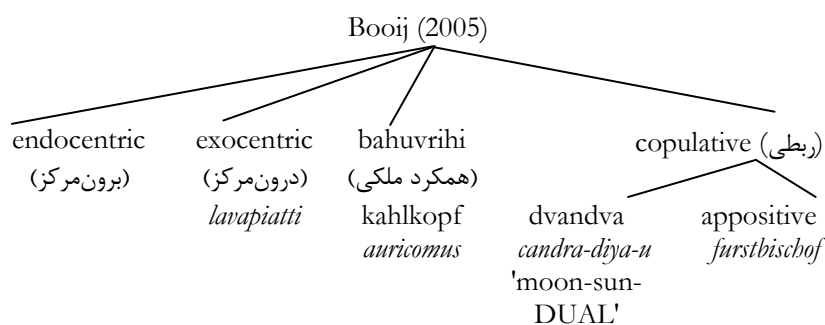 Booij (2005)
endocentric exocentric bahuvrihi copulative (ربطی)
(برون‌مرکز) (درون‌مرکز) (همکرد ملکی)
lavapiatti kahlkopf dvandva appositive
auricomus candra-diya-u furstbischof
'moon-sun-
DUAL'